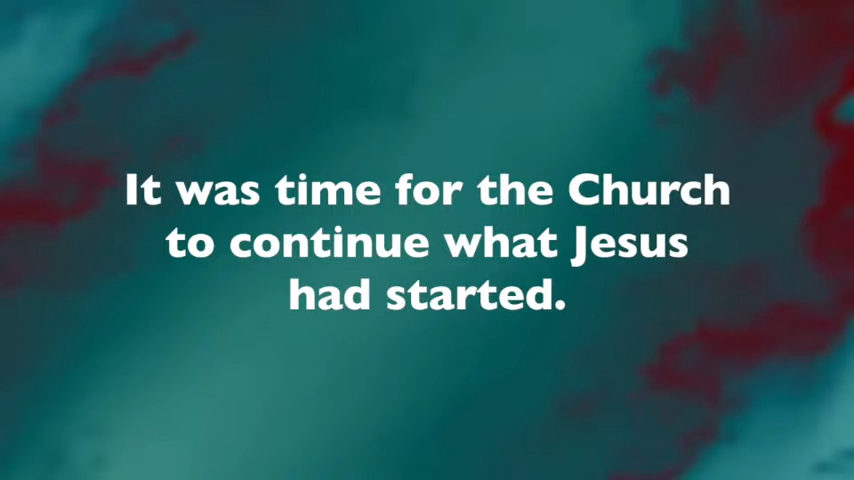 It was time for the Church
to continue what Jesus
had started.